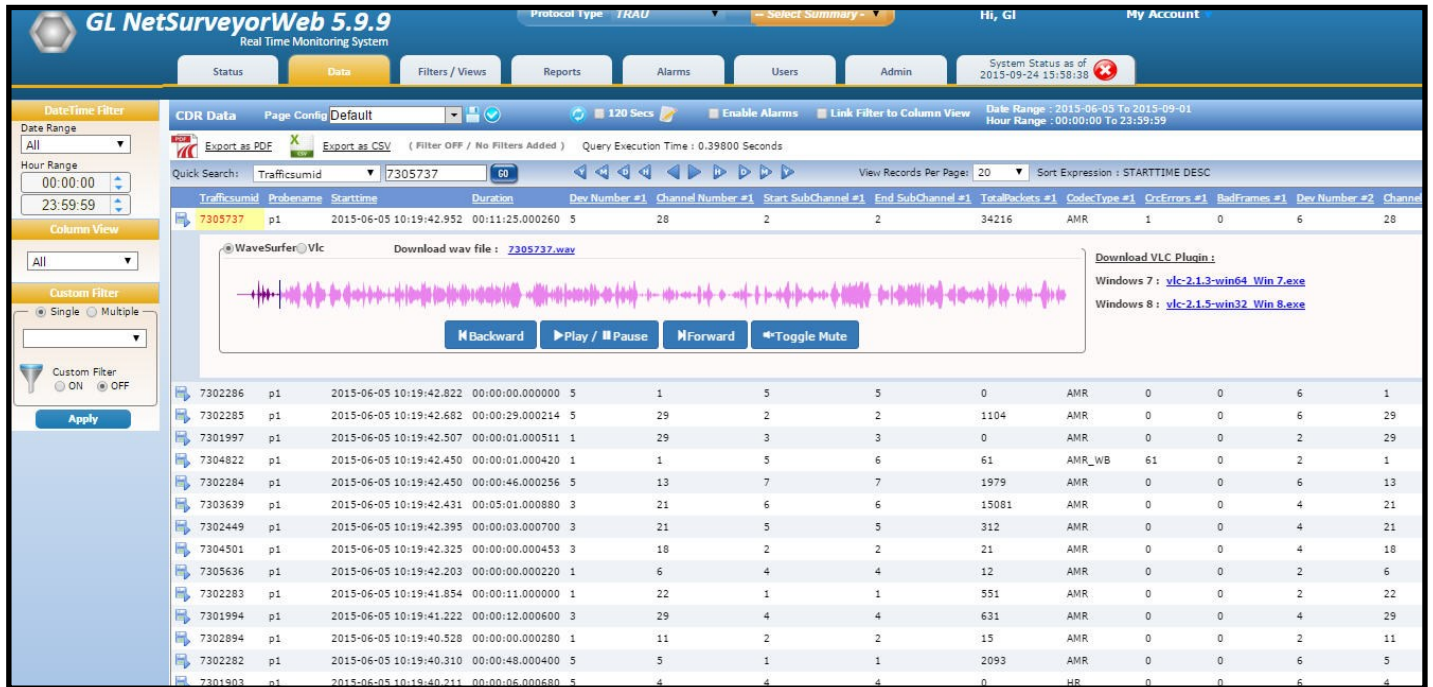 GL NetSurveyorWeb 5.9.9
Real Time Monitoring System
Protocol Type TRAU -- Select Summary - Hi, Gl My Account
Status Data Filters / Views Reports Alarms Users Admin System Status as of 2015-09-24 15:58:38
DateTime Filter
Date Range
All
Hour Range
00:00:00
23:59:59
Column View
All
Custom Filter
Single Multiple
Custom Filter
ON OFF
Apply
CDR Data Page Config Default 120 Secs Enable Alarms Link Filter to Column View Date Range : 2015-06-05 To 2015-09-01
Hour Range : 00:00:00 To 23:59:59
PDF Export as PDF X CSV Export as CSV ( Filter OFF / No Filters Added ) Query Execution Time : 0.39800 Seconds
Quick Search: Trafficsumid 7305737 GO Y M D H H D M Y View Records Per Page: 20 Sort Expression : STARTTIME DESC
Trafficsumid Probename Starttime Duration Dev Number #1 Channel Number #1 Start SubChannel #1 End SubChannel #1 TotalPackets #1 CodecType #1 CrcErrors #1 BadFrames #1 Dev Number #2 Channel
7305737 p1 2015-06-05 10:19:42.952 00:11:25.000260 5 28 2 2 34216 AMR 1 0 6 28
WaveSurfer Vlc Download wav file : 7305737.wav
Download VLC Plugin :
Windows 7 : vlc-2.1.3-win64_Win 7.exe
Windows 8 : vlc-2.1.5-win32_Win 8.exe
Backward Play / Pause Forward Toggle Mute
7302286 p1 2015-06-05 10:19:42.822 00:00:00.000000 5 1 5 5 0 AMR 0 0 6 1
7302285 p1 2015-06-05 10:19:42.682 00:00:29.000214 5 29 2 2 1104 AMR 0 0 6 29
7301997 p1 2015-06-05 10:19:42.507 00:00:01.000511 1 29 3 3 0 AMR 0 0 2 29
7304822 p1 2015-06-05 10:19:42.450 00:00:01.000420 1 1 5 6 61 AMR_WB 61 0 2 1
7302284 p1 2015-06-05 10:19:42.450 00:00:46.000256 5 13 7 7 1979 AMR 0 0 6 13
7303639 p1 2015-06-05 10:19:42.431 00:05:01.000880 3 21 6 6 15081 AMR 0 0 4 21
7302449 p1 2015-06-05 10:19:42.395 00:00:03.000700 3 21 5 5 312 AMR 0 0 4 21
7304501 p1 2015-06-05 10:19:42.325 00:00:00.000453 3 18 2 2 21 AMR 0 0 4 18
7305636 p1 2015-06-05 10:19:42.203 00:00:00.000220 1 6 4 4 12 AMR 0 0 2 6
7302283 p1 2015-06-05 10:19:41.854 00:00:11.000000 1 22 1 1 551 AMR 0 0 2 22
7301994 p1 2015-06-05 10:19:41.222 00:00:12.000600 3 29 4 4 631 AMR 0 0 4 29
7302894 p1 2015-06-05 10:19:40.528 00:00:00.000280 1 11 2 2 15 AMR 0 0 2 11
7302282 p1 2015-06-05 10:19:40.310 00:00:48.000400 5 5 1 1 2093 AMR 0 0 6 5
7301903 p1 2015-06-05 10:19:40.211 00:00:06.000680 5 4 4 4 0 HR 0 0 6 4